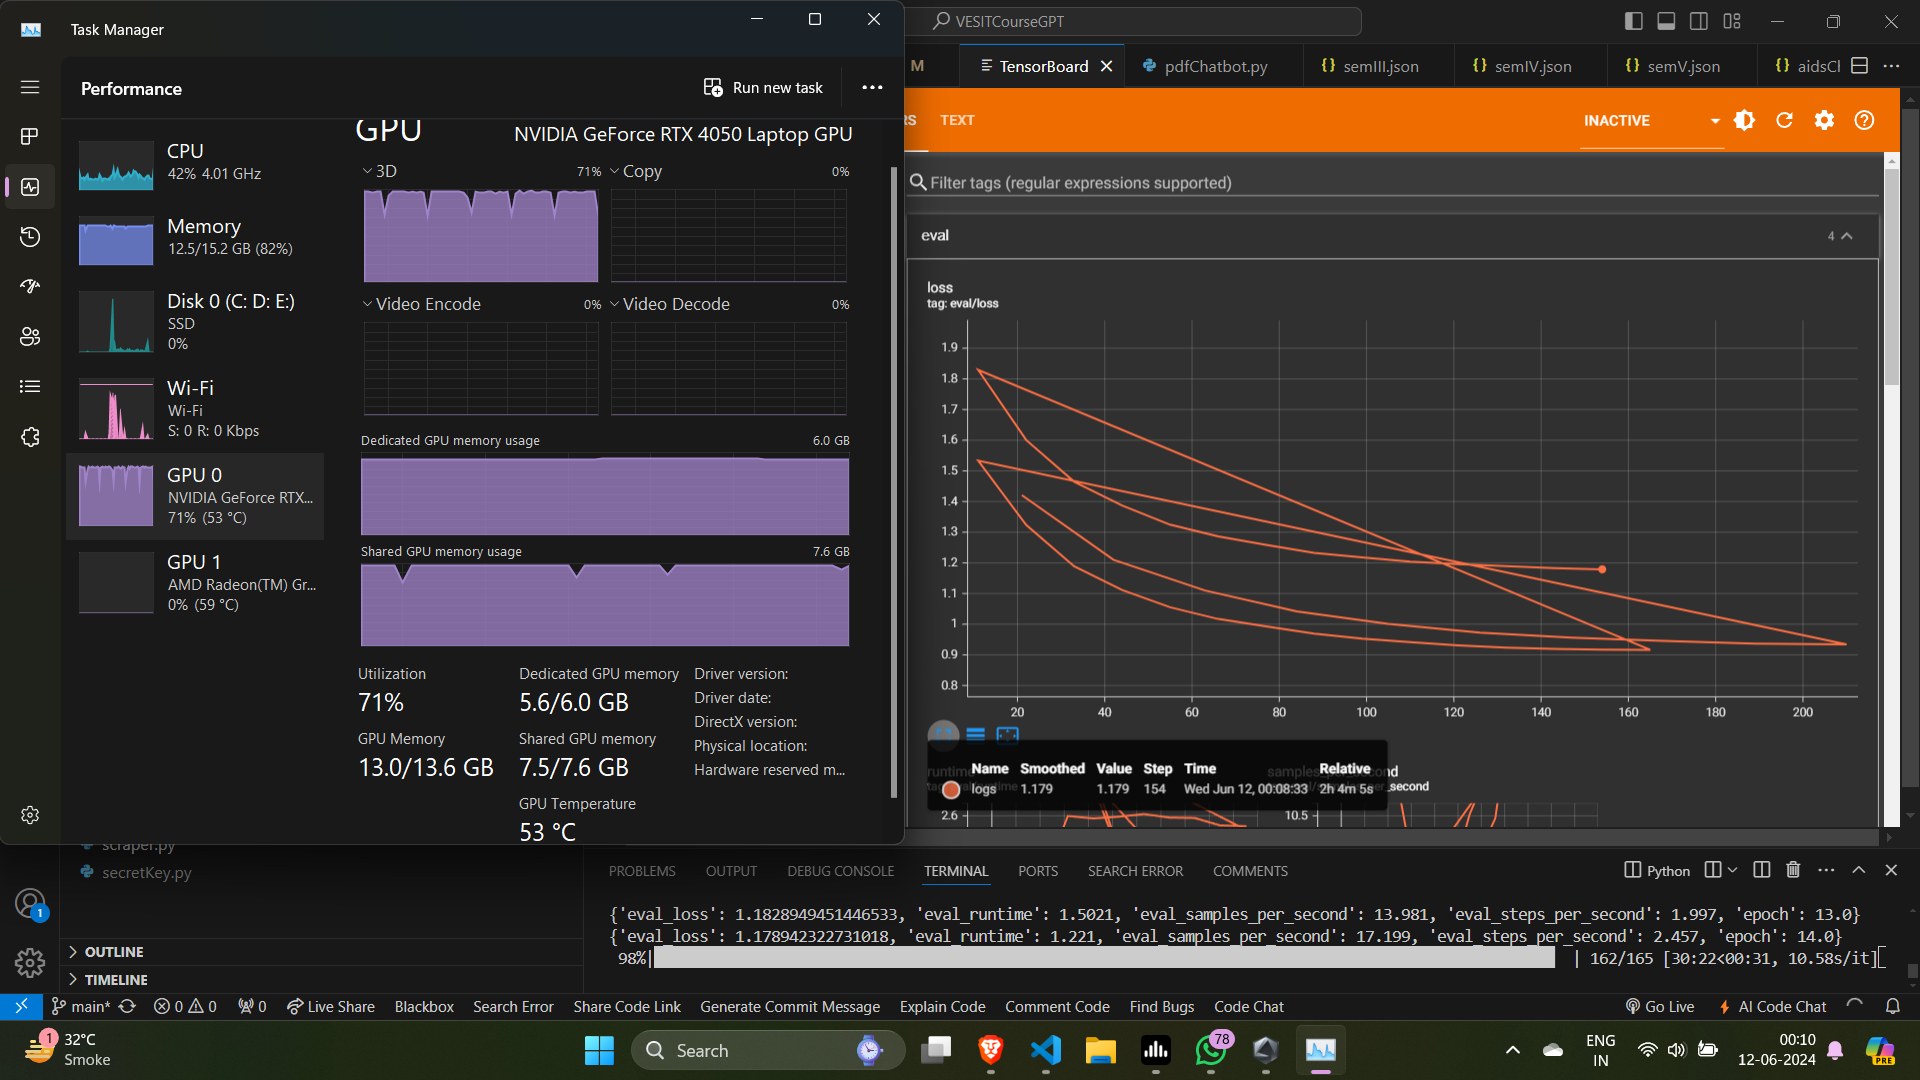 Task Manager
Performance
Run new task
CPU
42% 4.01 GHz
Memory
12.5/15.2 GB (82%)
Disk 0 (C: D: E:)
SSD
0%
Wi-Fi
Wi-Fi
S: 0 R: 0 Kbps
GPU 0
NVIDIA GeForce RTX...
71% (53 °C)
GPU 1
AMD Radeon(TM) Gr...
0% (59 °C)
GPU
NVIDIA GeForce RTX 4050 Laptop GPU
3D 71%
Copy 0%
Video Encode 0%
Video Decode 0%
Dedicated GPU memory usage 6.0 GB
Shared GPU memory usage 7.6 GB
Utilization
71%
Dedicated GPU memory
5.6/6.0 GB
Driver version:
Driver date:
DirectX version:
Physical location:
Hardware reserved m...
GPU Memory
13.0/13.6 GB
Shared GPU memory
7.5/7.6 GB
GPU Temperature
53 °C
VESITCourseGPT
M
TensorBoard
pdfChatbot.py
{} semIII.json
{} semIV.json
{} semV.json
{} aidsCl
RS
TEXT
INACTIVE
Filter tags (regular expressions supported)
eval
4
loss
tag: eval/loss
1.9
1.8
1.7
1.6
1.5
1.4
1.3
1.2
1.1
1
0.9
0.8
20 40 60 80 100 120 140 160 180 200
Name Smoothed Value Step Time Relative
logs 1.179 1.179 154 Wed Jun 12, 00:08:33 2h 4m 5s
2.6
10.5
scraper.py
secretKey.py
OUTLINE
TIMELINE
1
PROBLEMS OUTPUT DEBUG CONSOLE TERMINAL PORTS SEARCH ERROR COMMENTS
Python
{'eval_loss': 1.1828949451446533, 'eval_runtime': 1.5021, 'eval_samples_per_second': 13.981, 'eval_steps_per_second': 1.997, 'epoch': 13.0}
{'eval_loss': 1.178942322731018, 'eval_runtime': 1.221, 'eval_samples_per_second': 17.199, 'eval_steps_per_second': 2.457, 'epoch': 14.0}
98%| | 162/165 [30:22<00:31, 10.58s/it]
main* 0 0 0 Live Share Blackbox Search Error Share Code Link Generate Commit Message Explain Code Comment Code Find Bugs Code Chat Go Live AI Code Chat
1
32°C
Smoke
Search
78
ENG
IN
00:10
12-06-2024
PRE